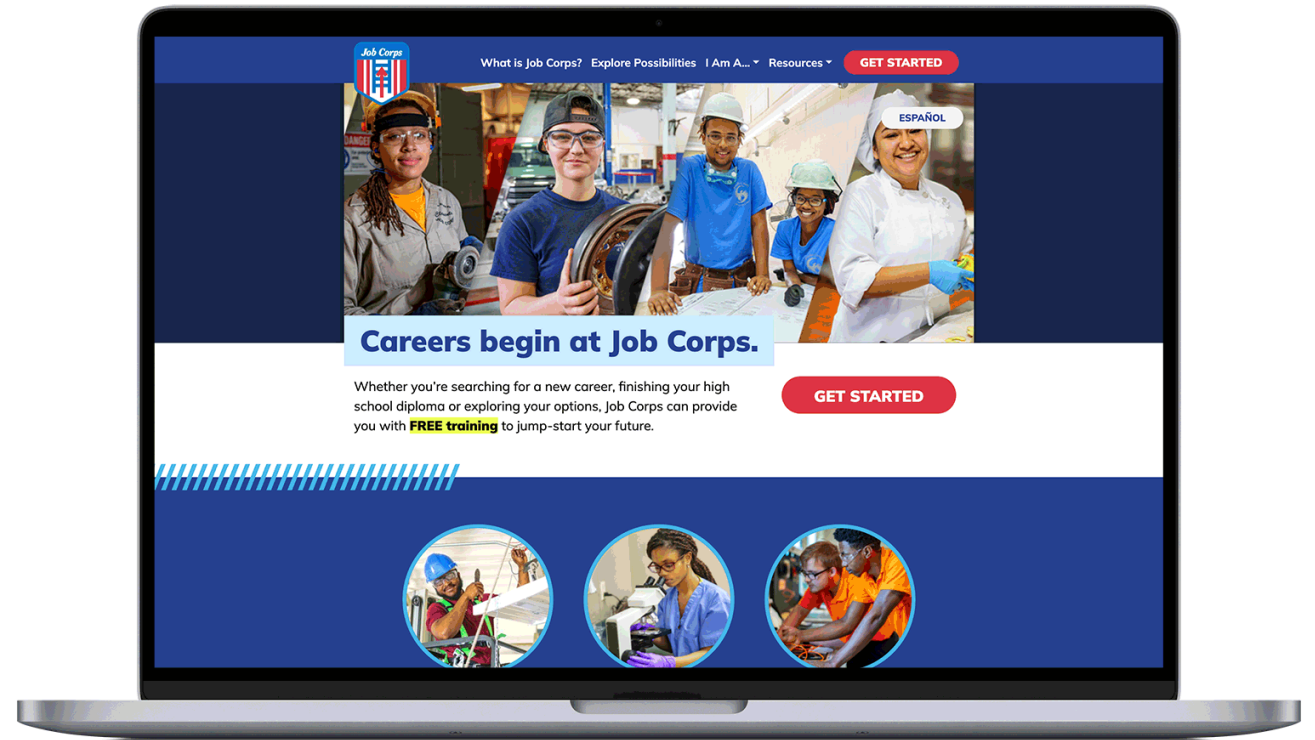 Job Corps
What is Job Corps? Explore Possibilities I Am A... Resources GET STARTED
ESPAÑOL
DANGER
Careers begin at Job Corps.
Whether you're searching for a new career, finishing your high
school diploma or exploring your options, Job Corps can provide
you with FREE training to jump-start your future.
GET STARTED